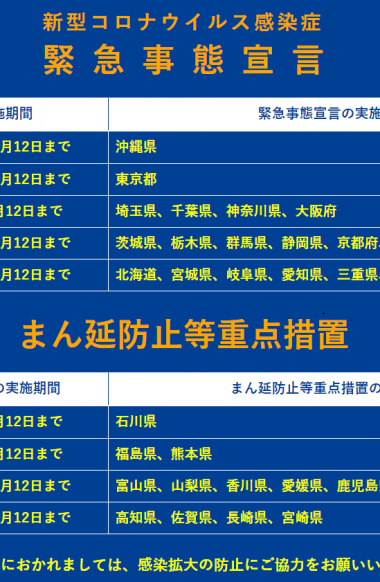 新型コロナウイルス感染症
緊急事態宣言
施期間 緊急事態宣言の実施
月12日まで 沖縄県
月12日まで 東京都
月12日まで 埼玉県、千葉県、神奈川県、大阪府
月12日まで 茨城県、栃木県、群馬県、静岡県、京都府、
月12日まで 北海道、宮城県、岐阜県、愛知県、三重県、
まん延防止等重点措置
の実施期間 まん延防止等重点措置の
月12日まで 石川県
月12日まで 福島県、熊本県
月12日まで 富山県、山梨県、香川県、愛媛県、鹿児島県
月12日まで 高知県、佐賀県、長崎県、宮崎県
におかれましては、感染拡大の防止にご協力をお願いい